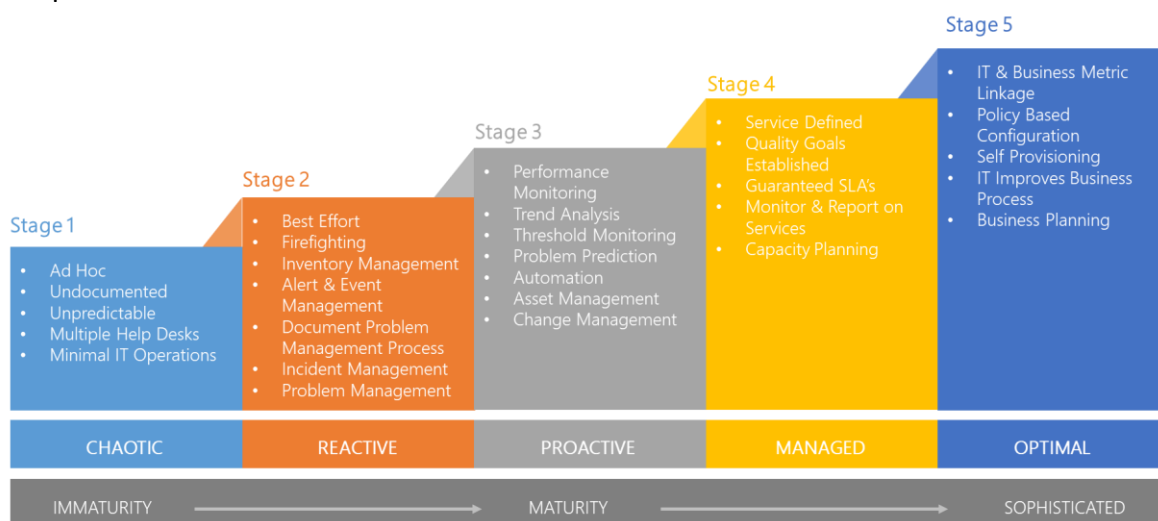 Stage 1
• Ad Hoc
• Undocumented
• Unpredictable
• Multiple Help Desks
• Minimal IT Operations
CHAOTIC
Stage 2
• Best Effort
• Firefighting
• Inventory Management
• Alert & Event
Management
• Document Problem
Management Process
• Incident Management
• Problem Management
REACTIVE
Stage 3
• Performance
Monitoring
• Trend Analysis
• Threshold Monitoring
• Problem Prediction
• Automation
• Asset Management
• Change Management
PROACTIVE
Stage 4
• Service Defined
• Quality Goals
Established
• Guaranteed SLA's
• Monitor & Report on
Services
• Capacity Planning
MANAGED
Stage 5
• IT & Business Metric
Linkage
• Policy Based
Configuration
• Self Provisioning
• IT Improves Business
Process
• Business Planning
OPTIMAL
IMMATURITY
MATURITY
SOPHISTICATED